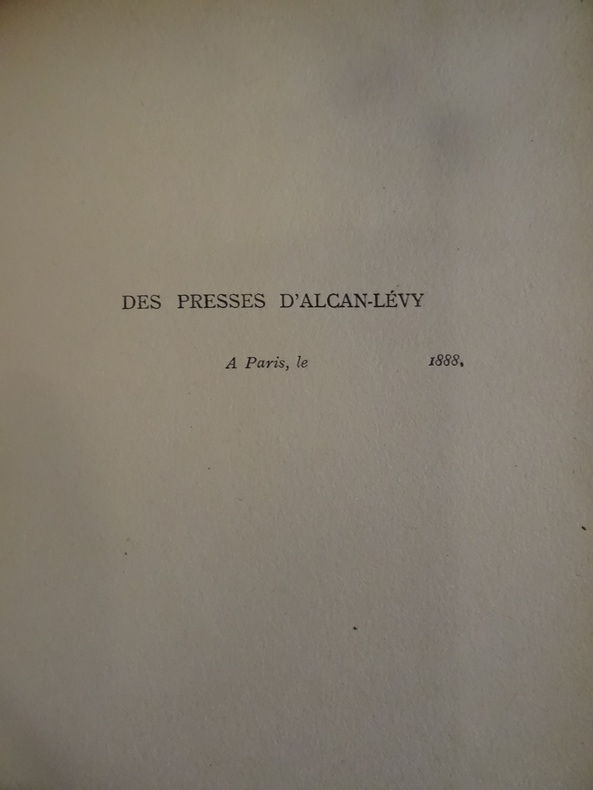 DES PRESSES D'ALCAN-LÉVY
A Paris, le 1888.